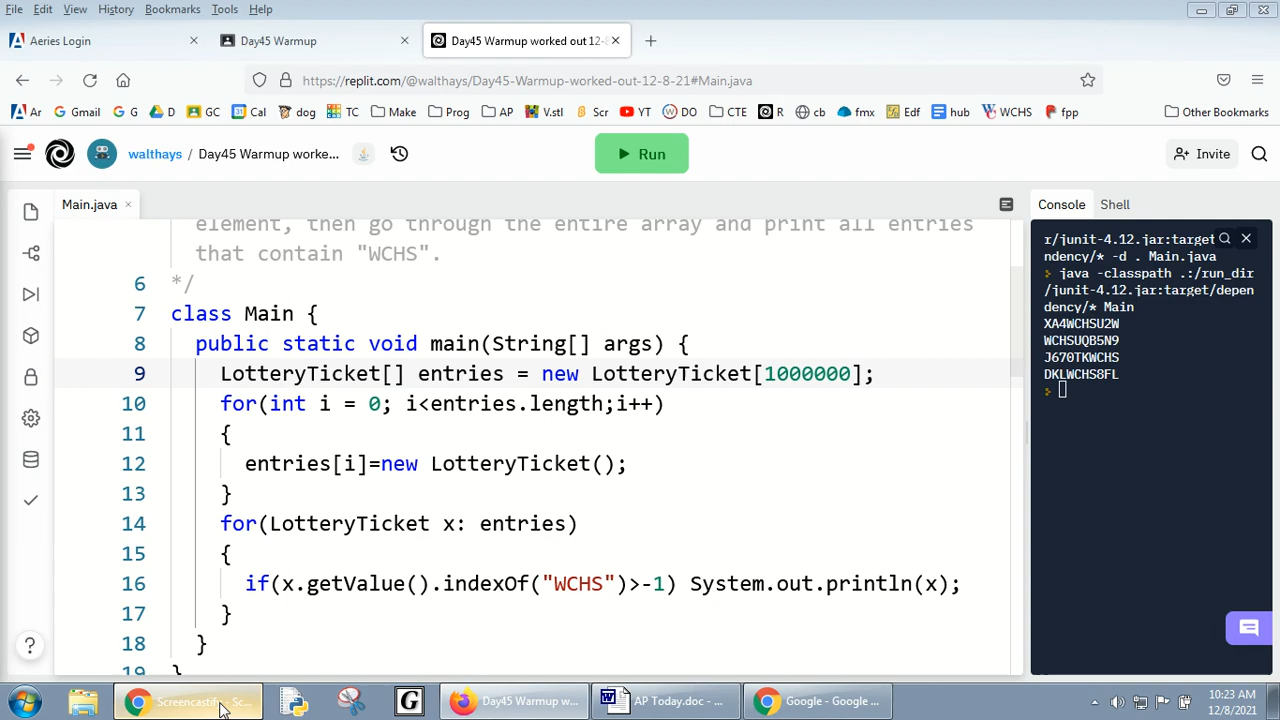 File Edit View History Bookmarks Tools Help
Aeries Login × Day45 Warmup × Day45 Warmup worked out 12-8 × +
https://replit.com/@walthays/Day45-Warmup-worked-out-12-8-21#Main.java
Ar Gmail G D GC Cal dog TC Make Prog AP V.stl Scr YT DO CTE R cb fmx Edf hub WCHS fpp Other Bookmarks
walthays / Day45 Warmup worke... Run Invite
Main.java × Console Shell
element, then go through the entire array and print all entries
that contain "WCHS".
6 */
7 class Main {
8 public static void main(String[] args) {
9 LotteryTicket[] entries = new LotteryTicket[1000000];
10 for(int i = 0; i<entries.length;i++)
11 {
12 entries[i]=new LotteryTicket();
13 }
14 for(LotteryTicket x: entries)
15 {
16 if(x.getValue().indexOf("WCHS")>-1) System.out.println(x);
17 }
18 }
19 }
r/junit-4.12.jar:target
ndency/* -d . Main.java
java -classpath .:/run_dir
/junit-4.12.jar:target/depen
dency/* Main
XA4WCHSU2W
WCHSUQB5N9
J670TKWCHS
DKLWCHS8FL
?
Screencastify - Sc... G Day45 Warmup w... AP Today.doc - ... Google - Google ... 10:23 AM
12/8/2021